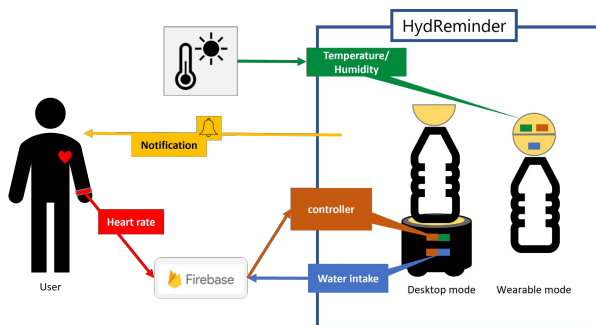 HydReminder
Temperature/
Humidity
Notification
Heart rate
controller
Firebase
Water intake
User
Desktop mode
Wearable mode